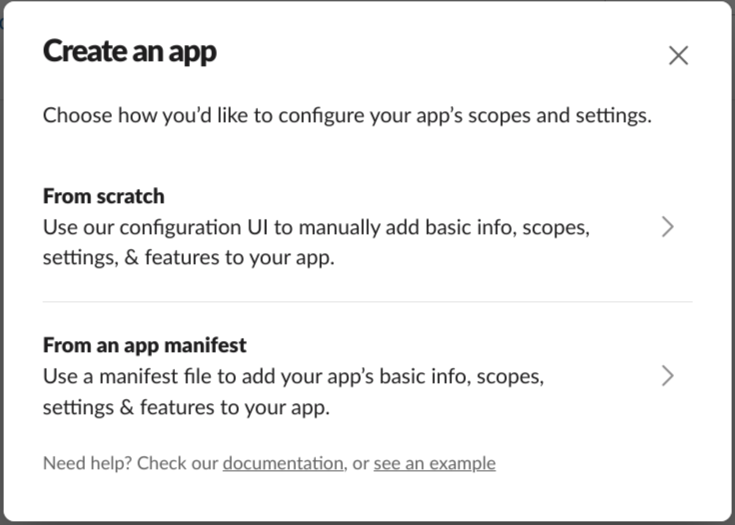 Create an app
Choose how you’d like to configure your app’s scopes and settings.
From scratch
Use our configuration UI to manually add basic info, scopes,
settings, & features to your app.
From an app manifest
Use a manifest file to add your app’s basic info, scopes,
settings & features to your app.
Need help? Check our documentation, or see an example